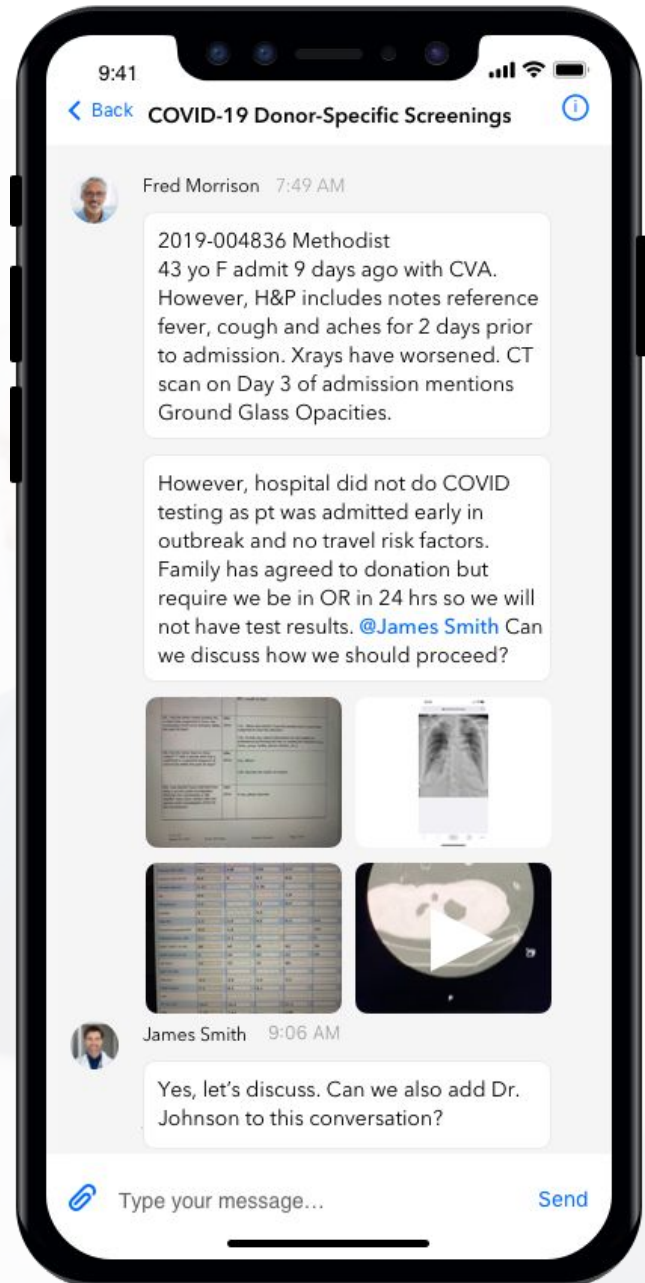 9:41
Back
COVID-19 Donor-Specific Screenings
Fred Morrison 7:49 AM
2019-004836 Methodist
43 yo F admit 9 days ago with CVA.
However, H&P includes notes reference
fever, cough and aches for 2 days prior
to admission. Xrays have worsened. CT
scan on Day 3 of admission mentions
Ground Glass Opacities.
However, hospital did not do COVID
testing as pt was admitted early in
outbreak and no travel risk factors.
Family has agreed to donation but
require we be in OR in 24 hrs so we will
not have test results. @James Smith Can
we discuss how we should proceed?
James Smith 9:06 AM
Yes, let's discuss. Can we also add Dr.
Johnson to this conversation?
Type your message...
Send